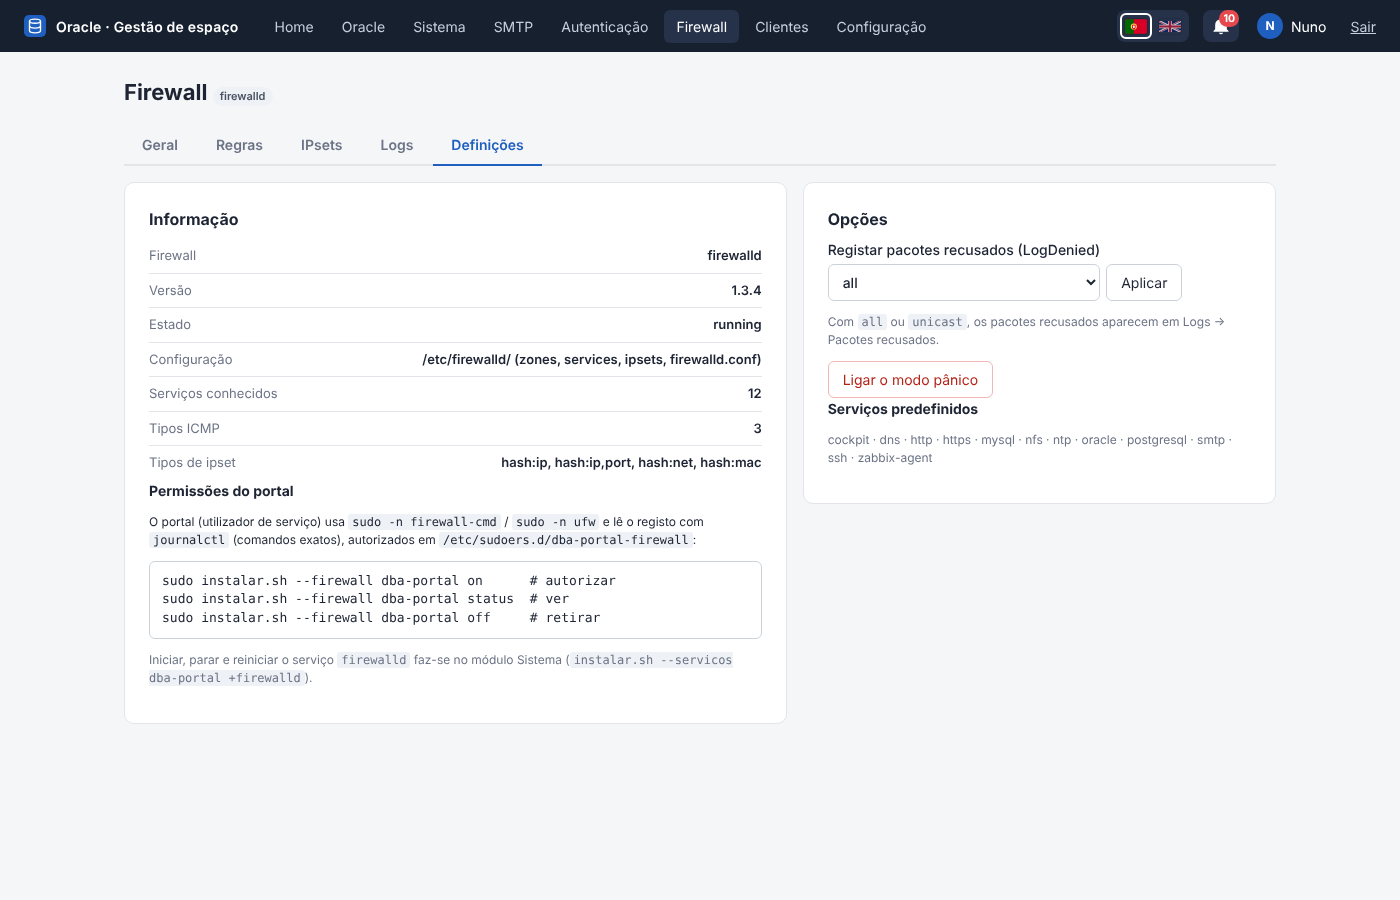 Oracle · Gestão de espaço
Home
Oracle
Sistema
SMTP
Autenticação
Firewall
Clientes
Configuração
10
N
Nuno
Sair
Firewall firewalld
Geral
Regras
IPsets
Logs
Definições
Informação
Firewall firewalld
Versão 1.3.4
Estado running
Configuração /etc/firewalld/ (zones, services, ipsets, firewalld.conf)
Serviços conhecidos 12
Tipos ICMP 3
Tipos de ipset hash:ip, hash:ip,port, hash:net, hash:mac
Permissões do portal
O portal (utilizador de serviço) usa sudo -n firewall-cmd / sudo -n ufw e lê o registo com
journalctl (comandos exatos), autorizados em /etc/sudoers.d/dba-portal-firewall:
sudo instalar.sh --firewall dba-portal on      # autorizar
sudo instalar.sh --firewall dba-portal status  # ver
sudo instalar.sh --firewall dba-portal off     # retirar
Iniciar, parar e reiniciar o serviço firewalld faz-se no módulo Sistema (instalar.sh --servicos
dba-portal +firewalld).
Opções
Registar pacotes recusados (LogDenied)
all
Aplicar
Com all ou unicast, os pacotes recusados aparecem em Logs →
Pacotes recusados.
Ligar o modo pânico
Serviços predefinidos
cockpit · dns · http · https · mysql · nfs · ntp · oracle · postgresql · smtp ·
ssh · zabbix-agent